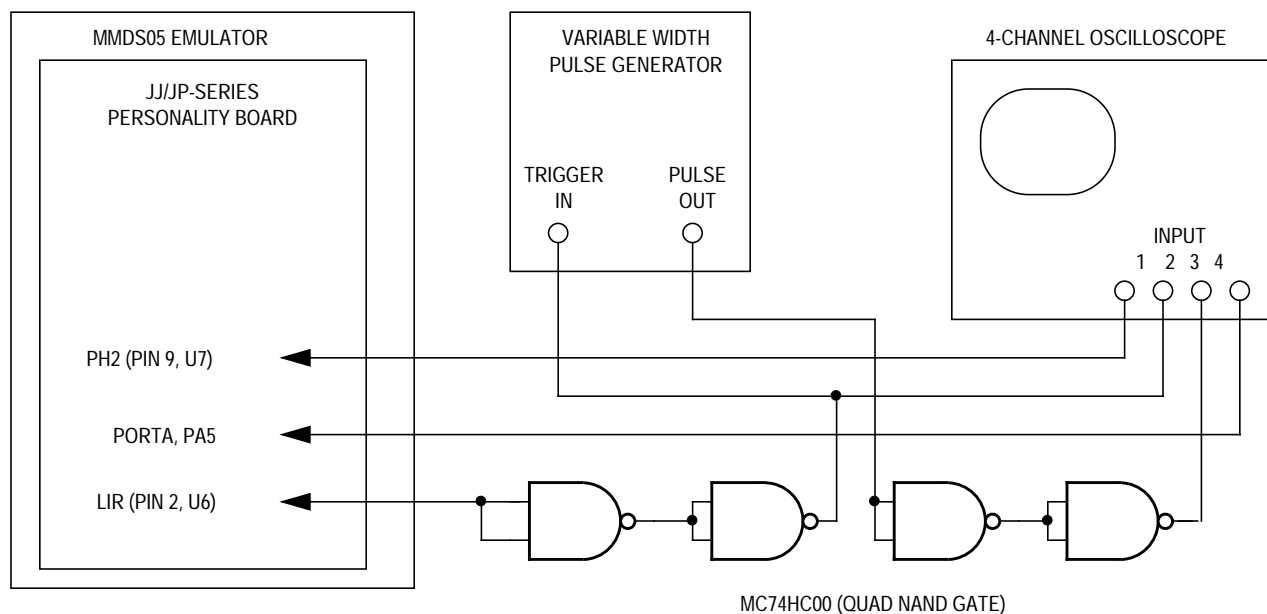 MMDS05 EMULATOR
JJ/JP-SERIES
PERSONALITY BOARD
PH2 (PIN 9, U7)
PORTA, PA5
LIR (PIN 2, U6)
VARIABLE WIDTH
PULSE GENERATOR
TRIGGER
IN
PULSE
OUT
4-CHANNEL OSCILLOSCOPE
INPUT
1 2 3 4
MC74HC00 (QUAD NAND GATE)